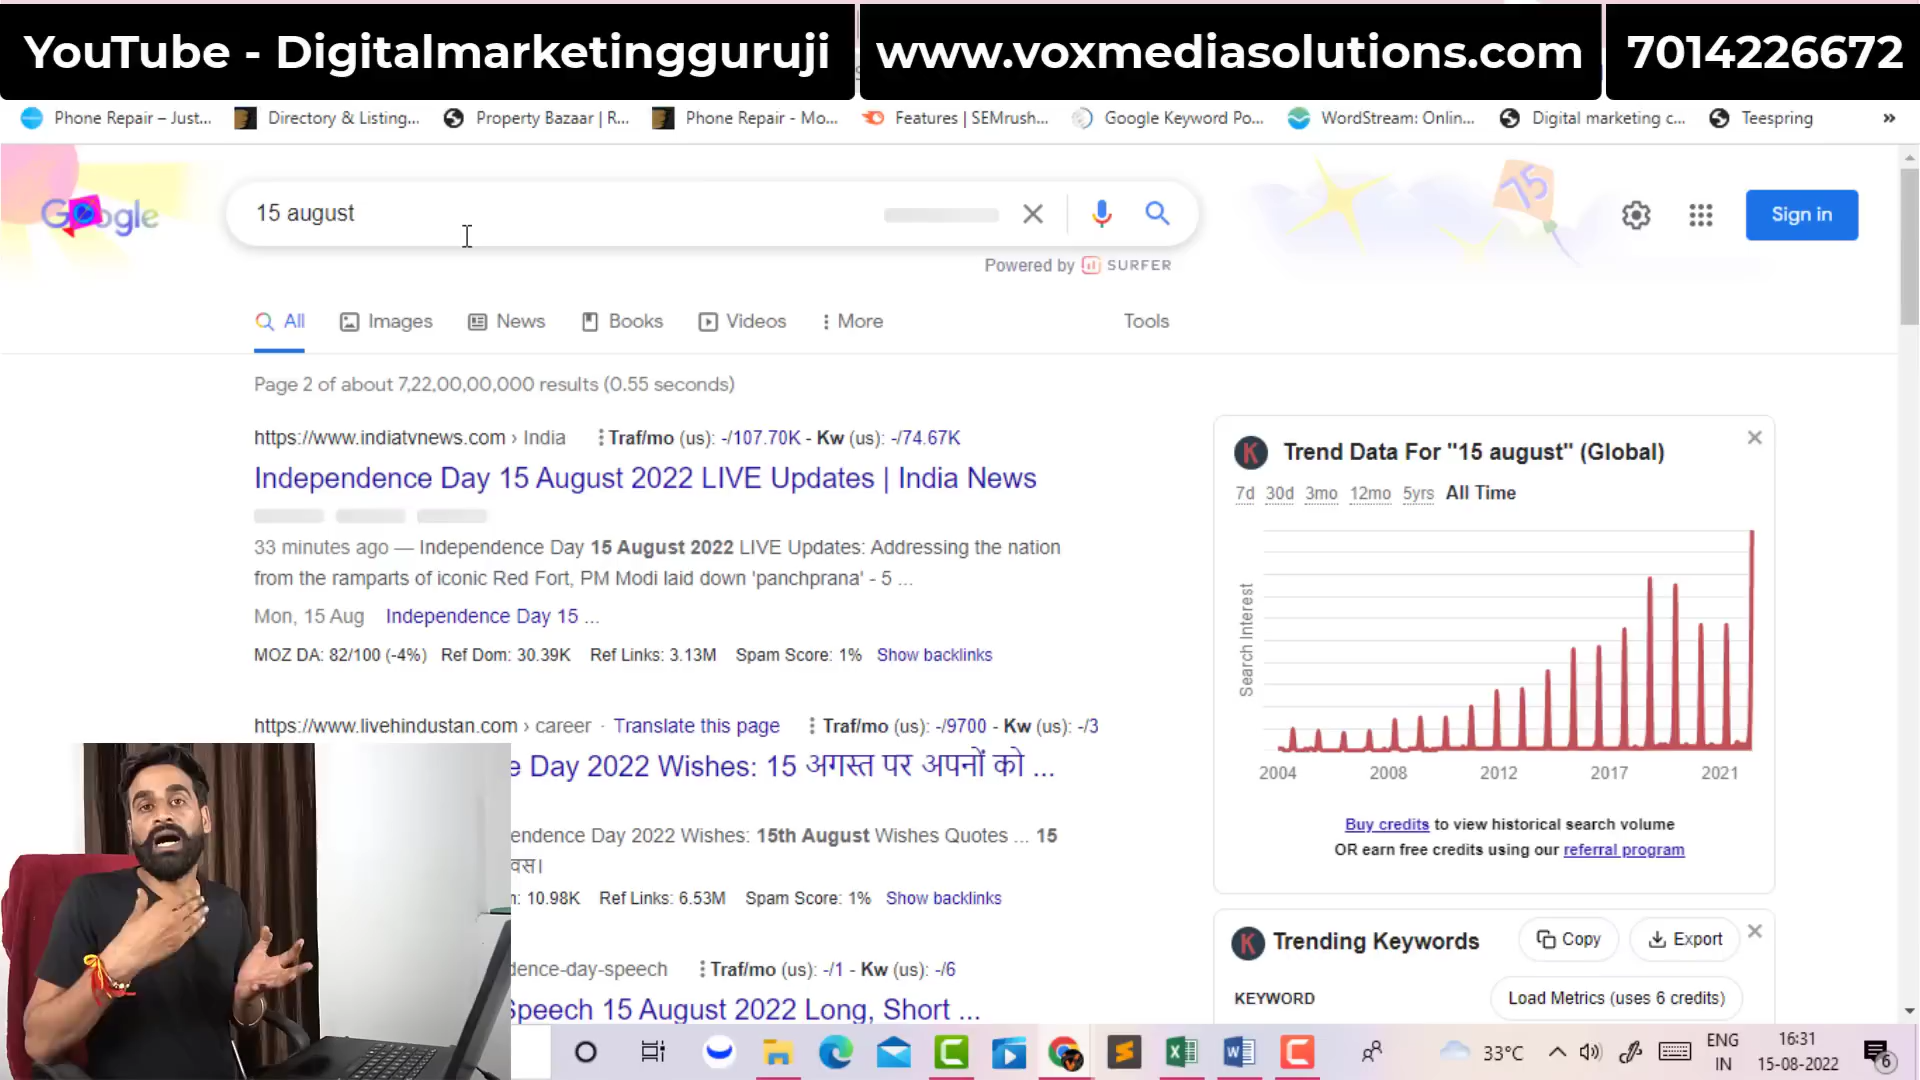 YouTube - Digitalmarketingguruji www.voxmediasolutions.com 7014226672
Phone Repair – Just... Directory & Listing... Property Bazaar | R... Phone Repair - Mo... Features | SEMrush... Google Keyword Po... WordStream: Onlin... Digital marketing c... Teespring »
Google
15 august
75
Sign in
Powered by SURFER
All Images News Books Videos More Tools
Page 2 of about 7,22,00,00,000 results (0.55 seconds)
https://www.indiatvnews.com › India Traf/mo (us): -/107.70K - Kw (us): -/74.67K
Independence Day 15 August 2022 LIVE Updates | India News
33 minutes ago — Independence Day 15 August 2022 LIVE Updates: Addressing the nation
from the ramparts of iconic Red Fort, PM Modi laid down 'panchprana' - 5 ...
Mon, 15 Aug Independence Day 15 ...
MOZ DA: 82/100 (-4%) Ref Dom: 30.39K Ref Links: 3.13M Spam Score: 1% Show backlinks
https://www.livehindustan.com › career · Translate this page Traf/mo (us): -/9700 - Kw (us): -/3
e Day 2022 Wishes: 15 अगस्त पर अपनों को ...
endence Day 2022 Wishes: 15th August Wishes Quotes ... 15
वस।
: 10.98K Ref Links: 6.53M Spam Score: 1% Show backlinks
dence-day-speech Traf/mo (us): -/1 - Kw (us): -/6
Speech 15 August 2022 Long, Short ...
K Trend Data For "15 august" (Global)
7d 30d 3mo 12mo 5yrs All Time
Search Interest
2004 2008 2012 2017 2021
Buy credits to view historical search volume
OR earn free credits using our referral program
K Trending Keywords Copy Export
KEYWORD Load Metrics (uses 6 credits)
33°C ENG 16:31
IN 15-08-2022 6